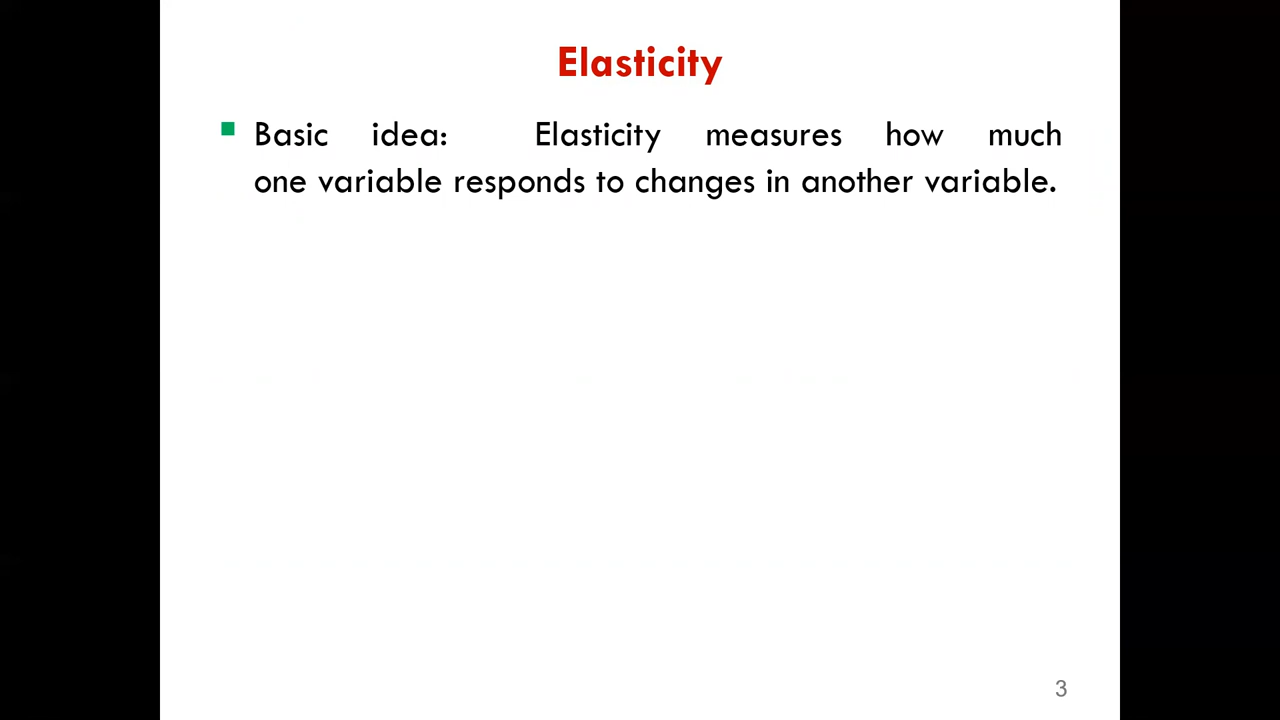 Elasticity
Basic idea: Elasticity measures how much
one variable responds to changes in another variable.
3